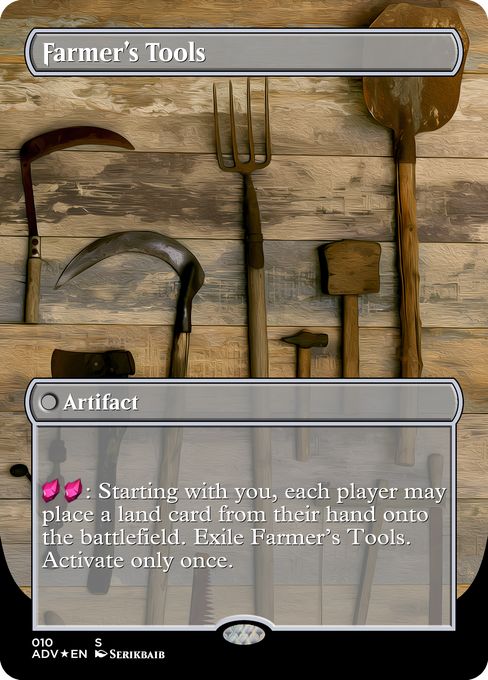 Farmer's Tools
Artifact
: Starting with you, each player may
place a land card from their hand onto
the battlefield. Exile Farmer's Tools.
Activate only once.
010 S
ADV★EN SERIKBAIB